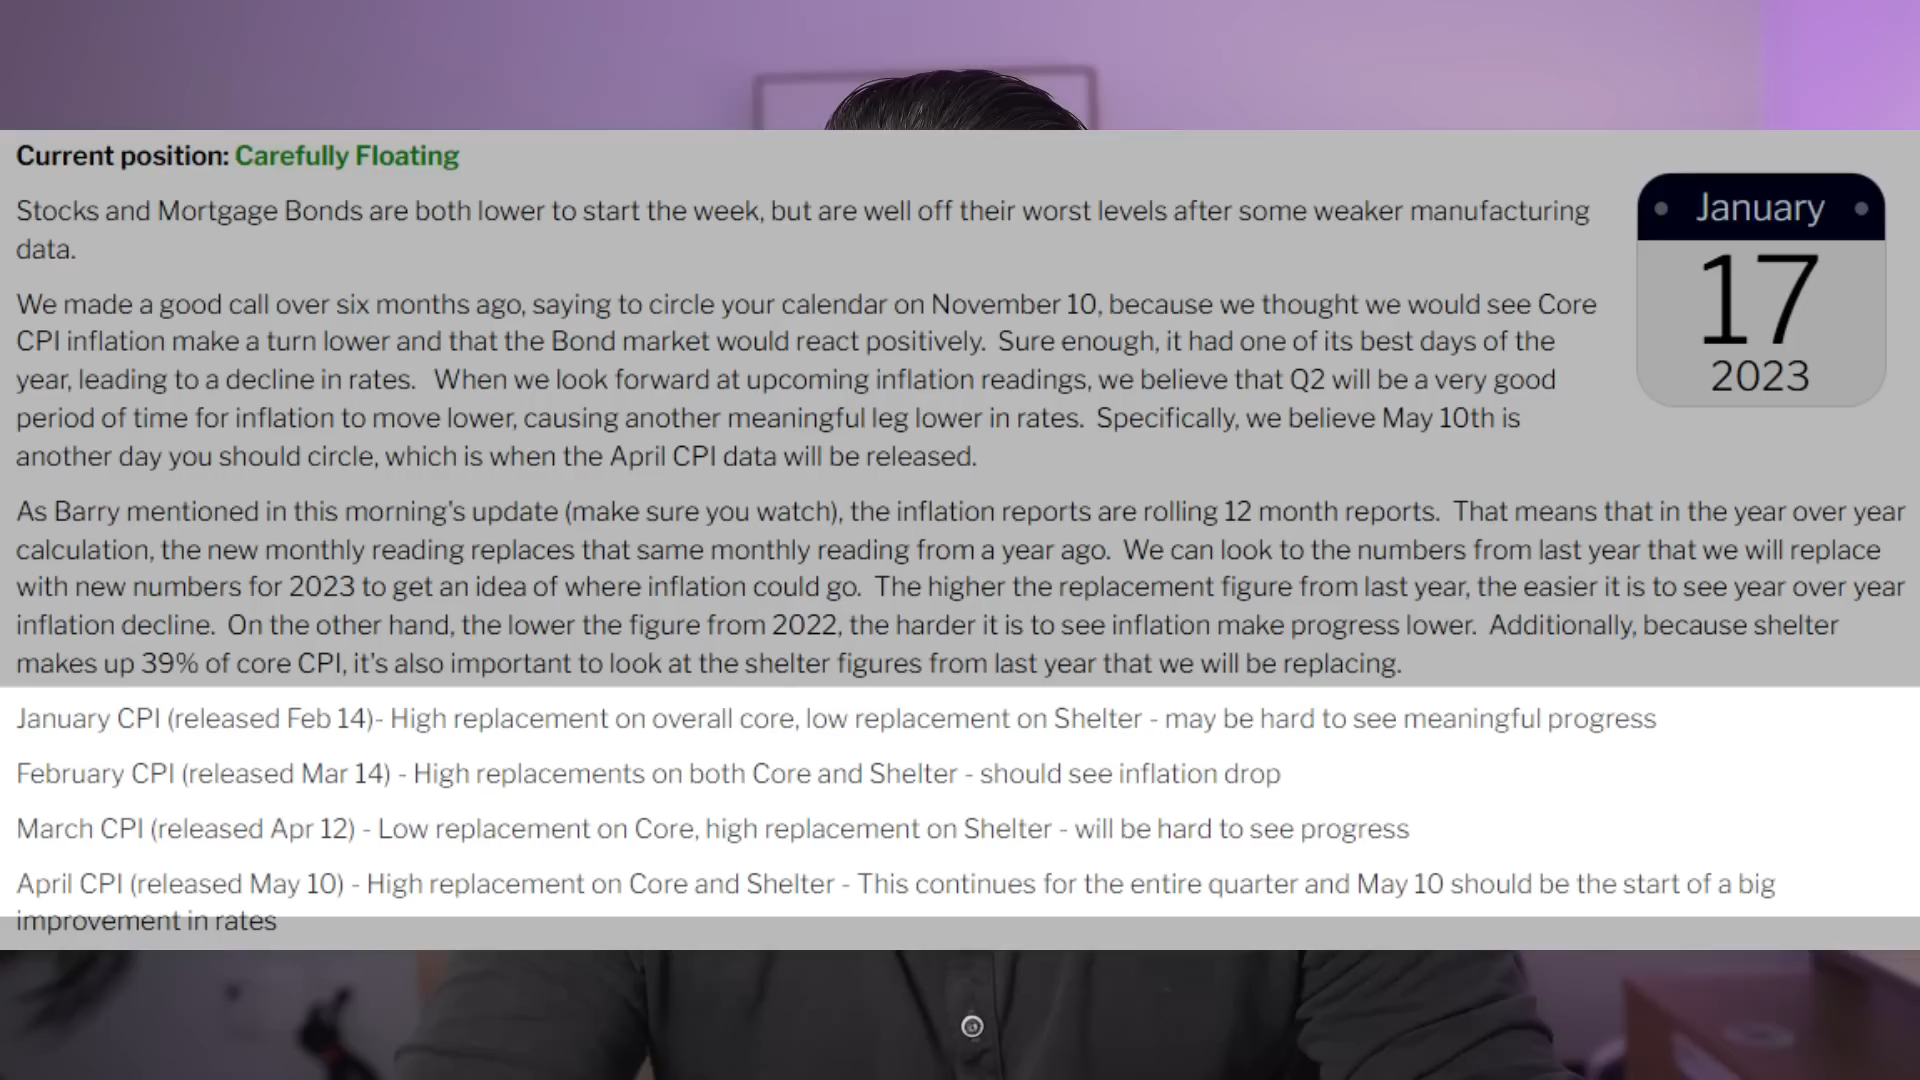 Current position: Carefully Floating
Stocks and Mortgage Bonds are both lower to start the week, but are well off their worst levels after some weaker manufacturing
data.
We made a good call over six months ago, saying to circle your calendar on November 10, because we thought we would see Core
CPI inflation make a turn lower and that the Bond market would react positively.  Sure enough, it had one of its best days of the
year, leading to a decline in rates.   When we look forward at upcoming inflation readings, we believe that Q2 will be a very good
period of time for inflation to move lower, causing another meaningful leg lower in rates.  Specifically, we believe May 10th is
another day you should circle, which is when the April CPI data will be released.
January
17
2023
As Barry mentioned in this morning's update (make sure you watch), the inflation reports are rolling 12 month reports.  That means that in the year over year
calculation, the new monthly reading replaces that same monthly reading from a year ago.  We can look to the numbers from last year that we will replace
with new numbers for 2023 to get an idea of where inflation could go.  The higher the replacement figure from last year, the easier it is to see year over year
inflation decline.  On the other hand, the lower the figure from 2022, the harder it is to see inflation make progress lower.  Additionally, because shelter
makes up 39% of core CPI, it's also important to look at the shelter figures from last year that we will be replacing.
January CPI (released Feb 14)- High replacement on overall core, low replacement on Shelter - may be hard to see meaningful progress
February CPI (released Mar 14) - High replacements on both Core and Shelter - should see inflation drop
March CPI (released Apr 12) - Low replacement on Core, high replacement on Shelter - will be hard to see progress
April CPI (released May 10) - High replacement on Core and Shelter - This continues for the entire quarter and May 10 should be the start of a big
improvement in rates